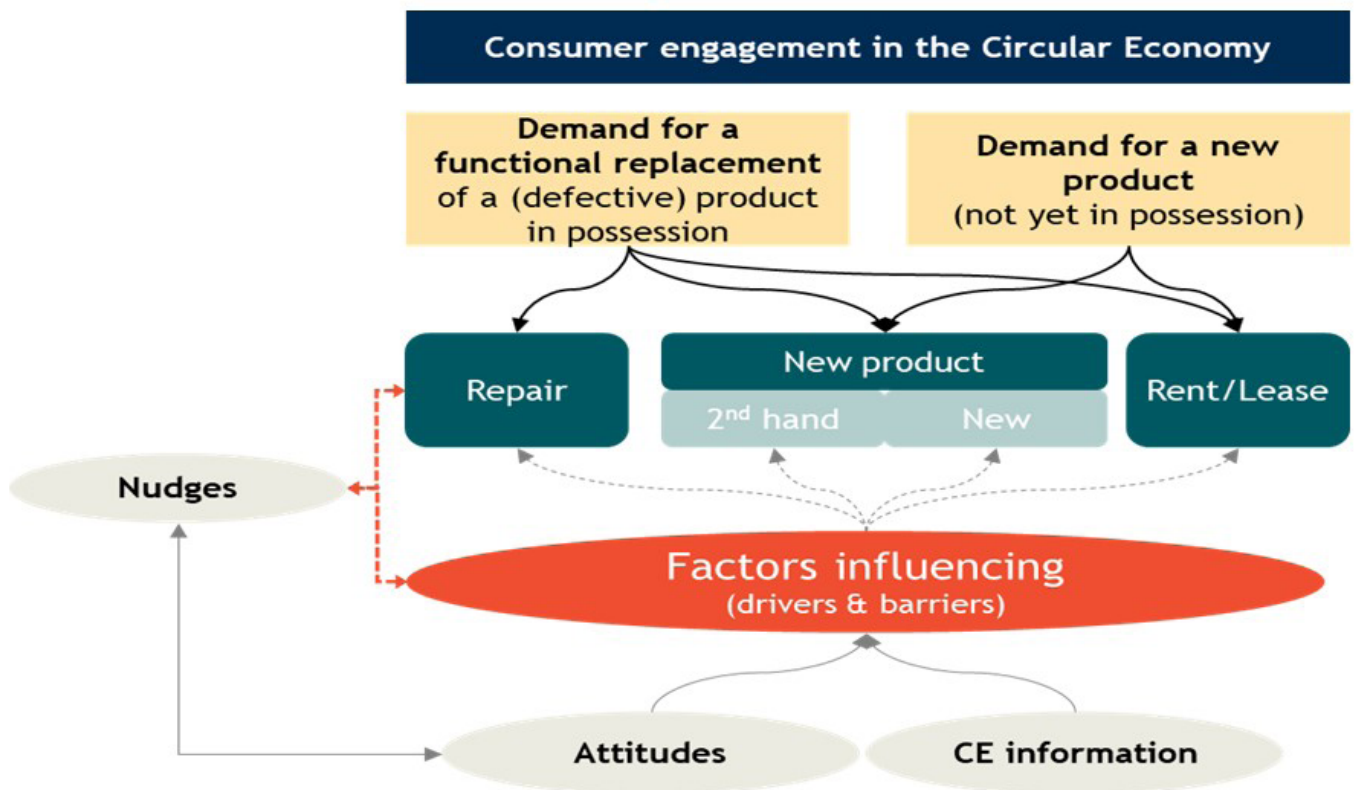 Consumer engagement in the Circular Economy
Demand for a
functional replacement
of a (defective) product
in possession
Demand for a new
product
(not yet in possession)
Repair
New product
2nd hand
New
Rent/Lease
Nudges
Factors influencing
(drivers & barriers)
Attitudes
CE information